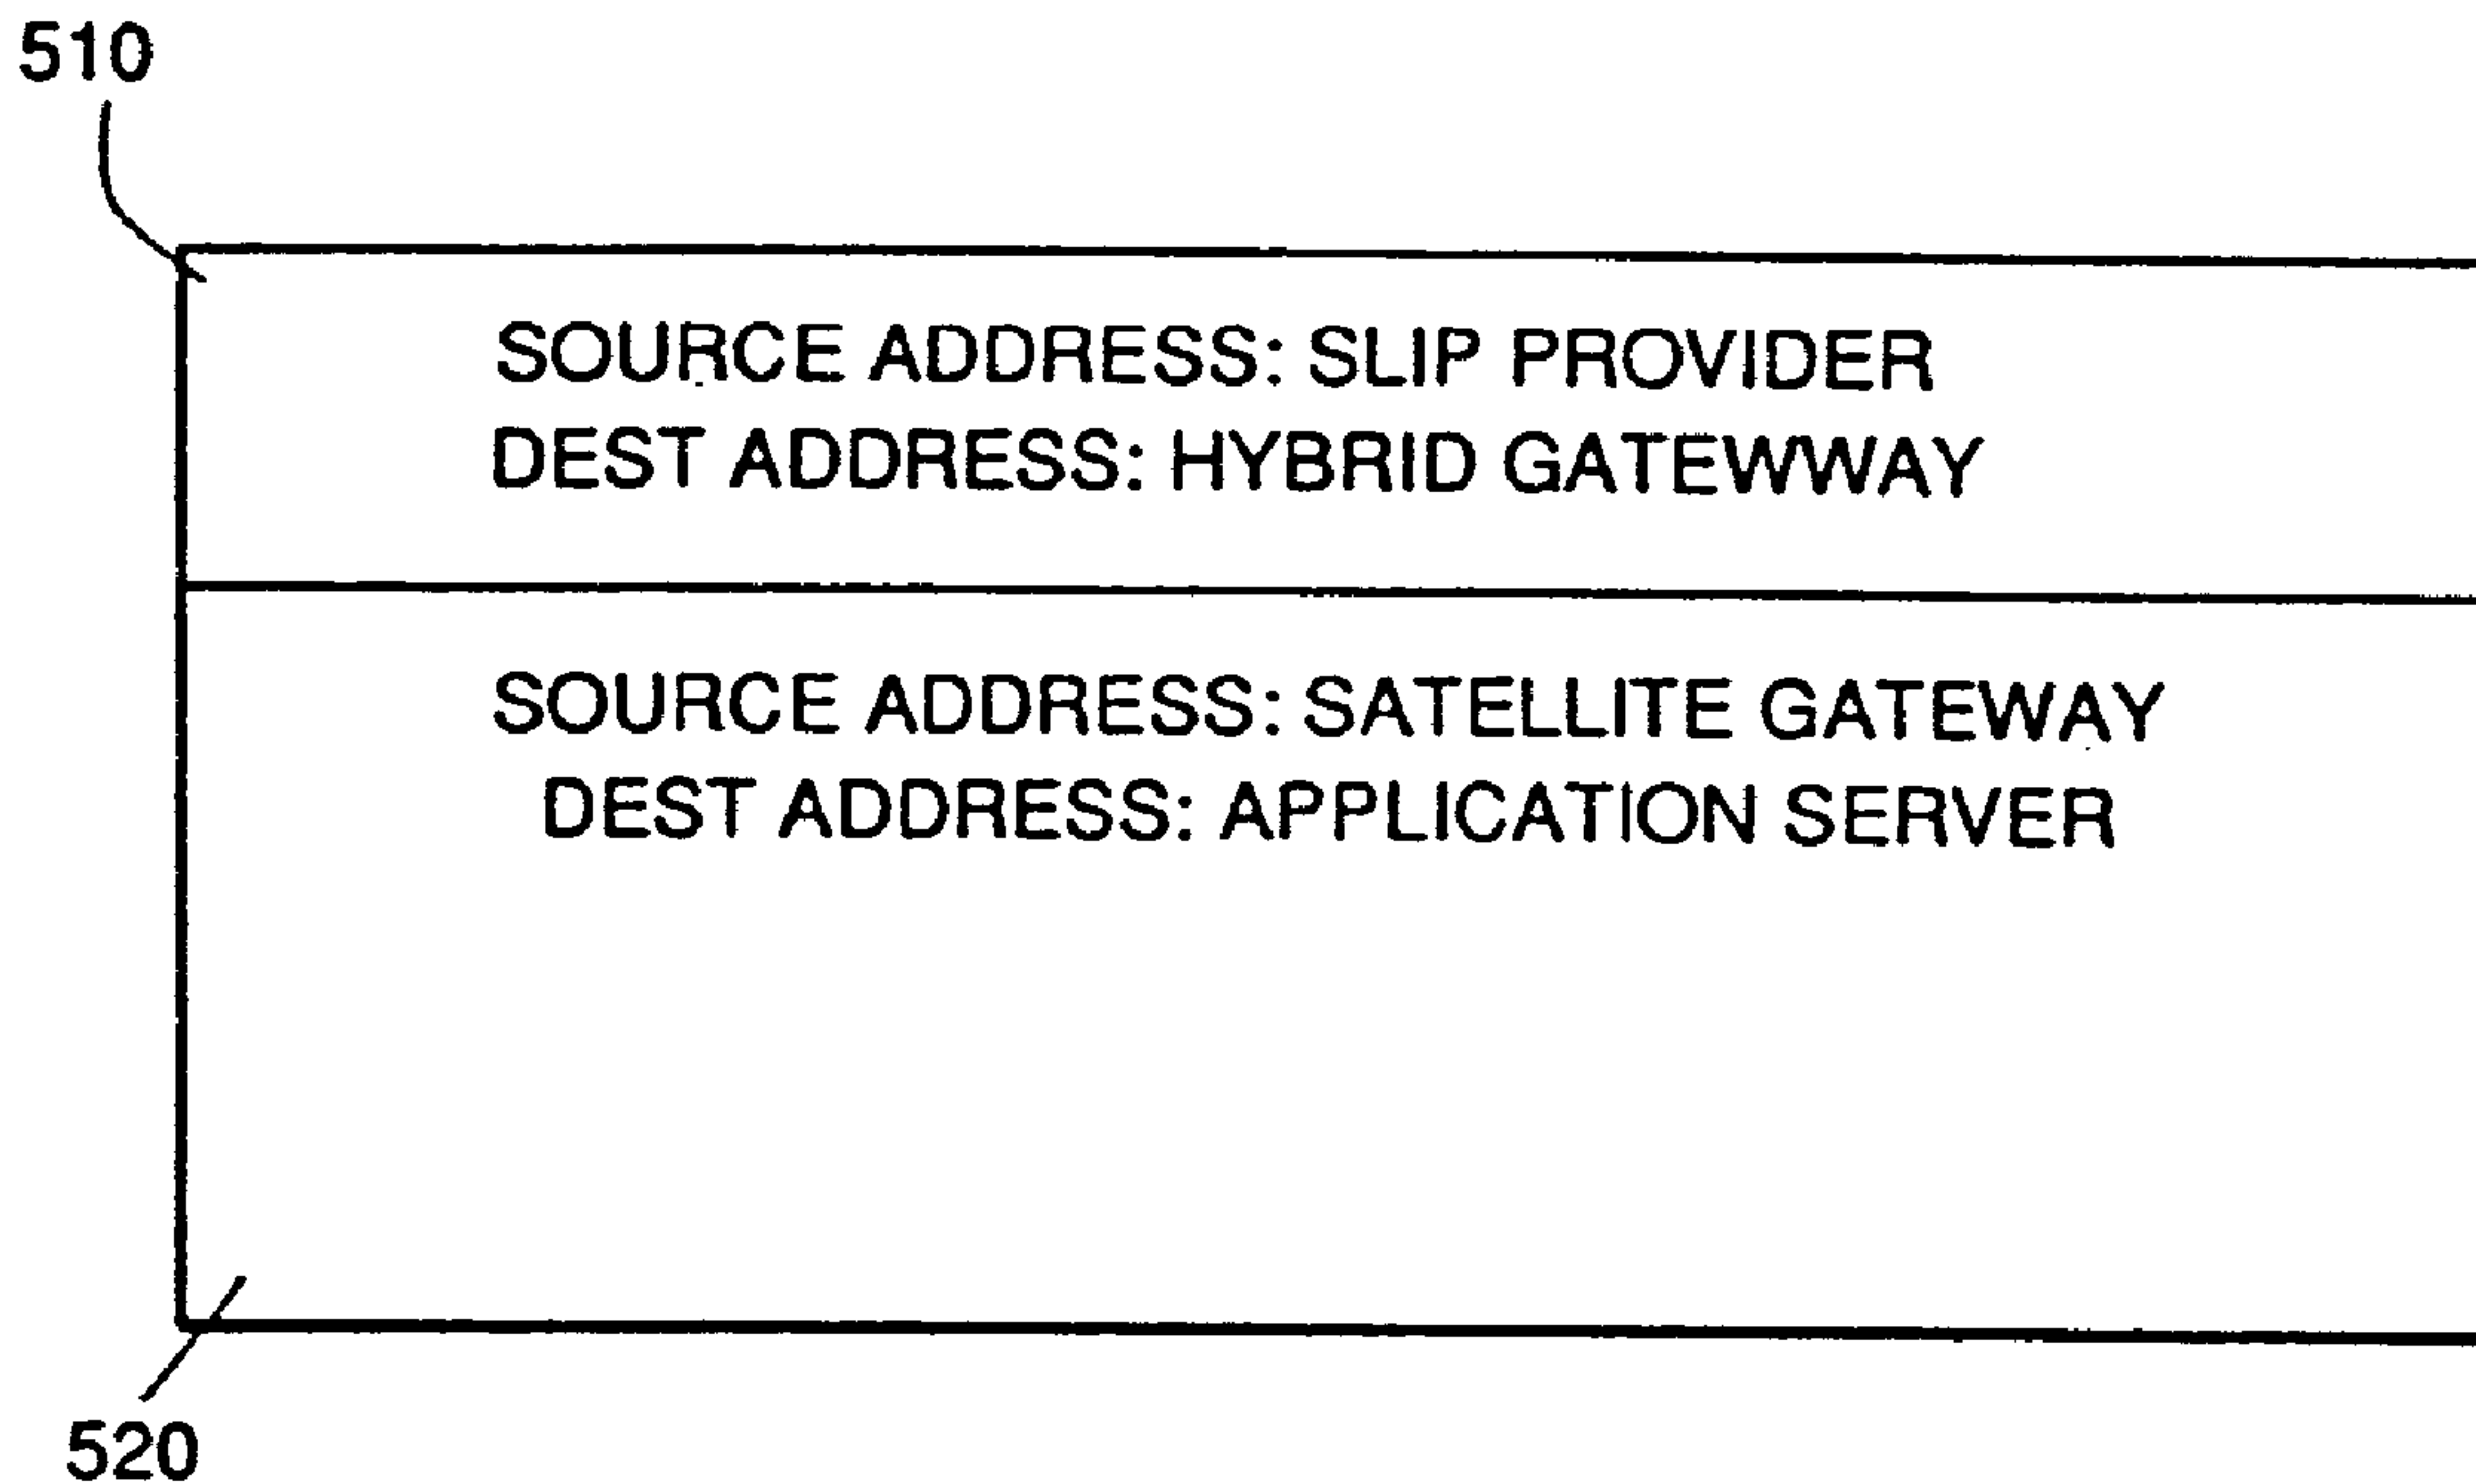 510
SOURCE ADDRESS: SLIP PROVIDER
DEST ADDRESS: HYBRID GATEWWAY
SOURCE ADDRESS: SATELLITE GATEWAY
DEST ADDRESS: APPLICATION SERVER
520